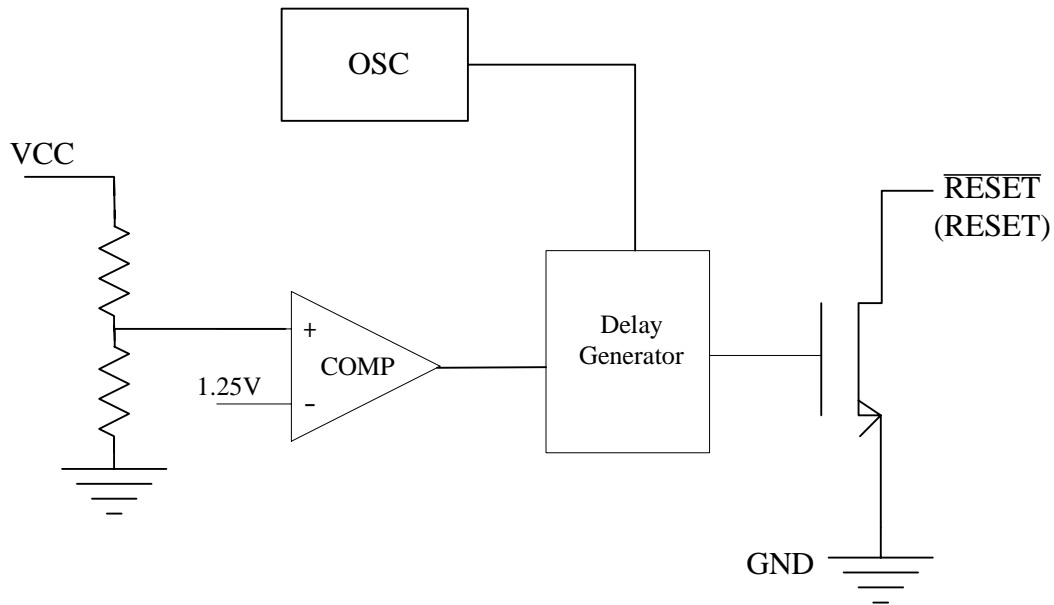 OSC
VCC
RESET
(RESET)
Delay
Generator
+
COMP
1.25V
-
GND